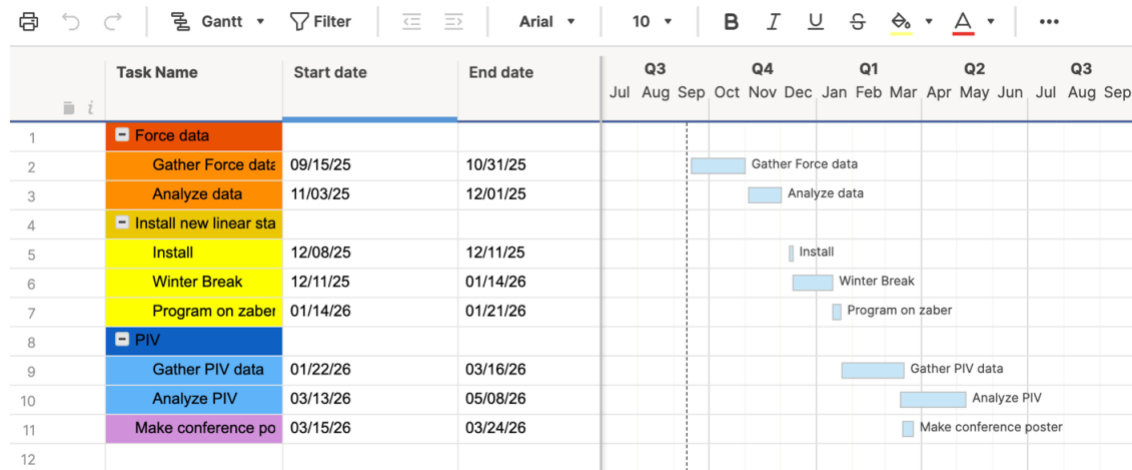 Gantt Filter Arial 10 B I U S A
Task Name Start date End date Q3 Q4 Q1 Q2 Q3
i Jul Aug Sep Oct Nov Dec Jan Feb Mar Apr May Jun Jul Aug Sep
1 Force data
2 Gather Force data 09/15/25 10/31/25 Gather Force data
3 Analyze data 11/03/25 12/01/25 Analyze data
4 Install new linear sta
5 Install 12/08/25 12/11/25 Install
6 Winter Break 12/11/25 01/14/26 Winter Break
7 Program on zaber 01/14/26 01/21/26 Program on zaber
8 PIV
9 Gather PIV data 01/22/26 03/16/26 Gather PIV data
10 Analyze PIV 03/13/26 05/08/26 Analyze PIV
11 Make conference po 03/15/26 03/24/26 Make conference poster
12